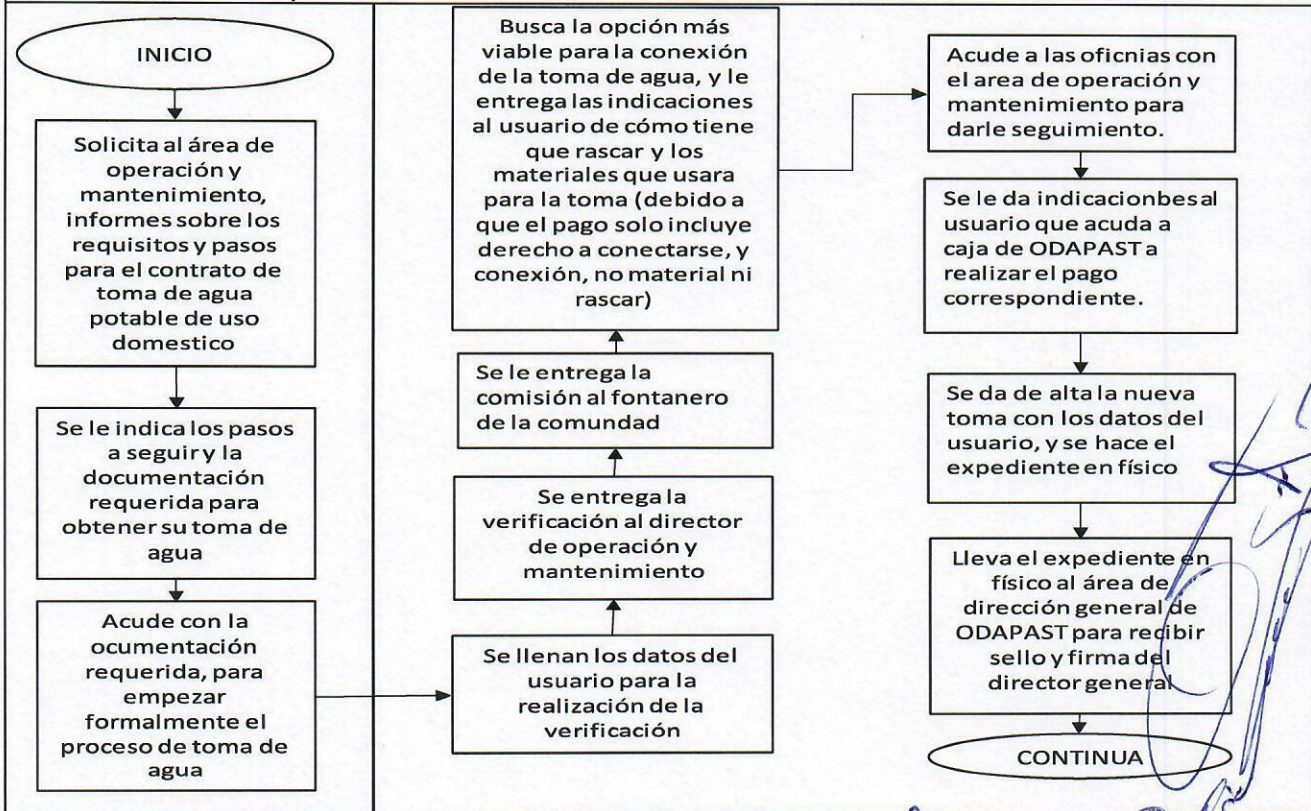 INICIO
Solicita al área de
operación y
mantenimiento,
informes sobre los
requisitos y pasos
para el contrato de
toma de agua
potable de uso
domestico
Se le indica los pasos
a seguir y la
documentación
requerida para
obtener su toma de
agua
Acude con la
ocumentación
requerida, para
empezar
formalmente el
proceso de toma de
agua
Se llenan los datos del
usuario para la
realización de la
verificación
Se entrega la
verificación al director
de operación y
mantenimiento
Se le entrega la
comisión al fontanero
de la comundad
Busca la opción más
viable para la conexión
de la toma de agua, y le
entrega las indicaciones
al usuario de cómo tiene
que rascar y los
materiales que usara
para la toma (debido a
que el pago solo incluye
derecho a conectarse, y
conexión, no material ni
rascar)
Acude a las oficnias con
el area de operación y
mantenimiento para
darle seguimiento.
Se le da indicacionbes al
usuario que acuda a
caja de ODAPAST a
realizar el pago
correspondiente.
Se da de alta la nueva
toma con los datos del
usuario, y se hace el
expediente en físico
Lleva el expediente en
físico al área de
dirección general de
ODAPAST para recibir
sello y firma del
director general
CONTINUA